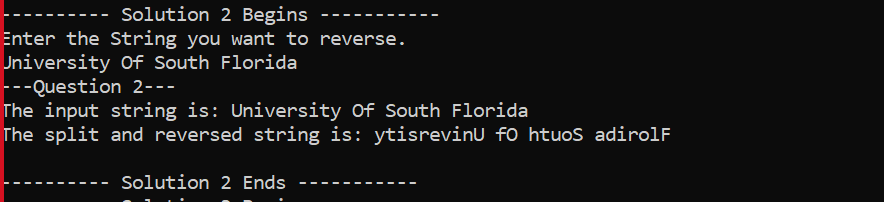 ---------- Solution 2 Begins -----------
Enter the String you want to reverse.
University Of South Florida
---Question 2---
The input string is: University Of South Florida
The split and reversed string is: ytisrevinU fO htuoS adirolF
---------- Solution 2 Ends -----------